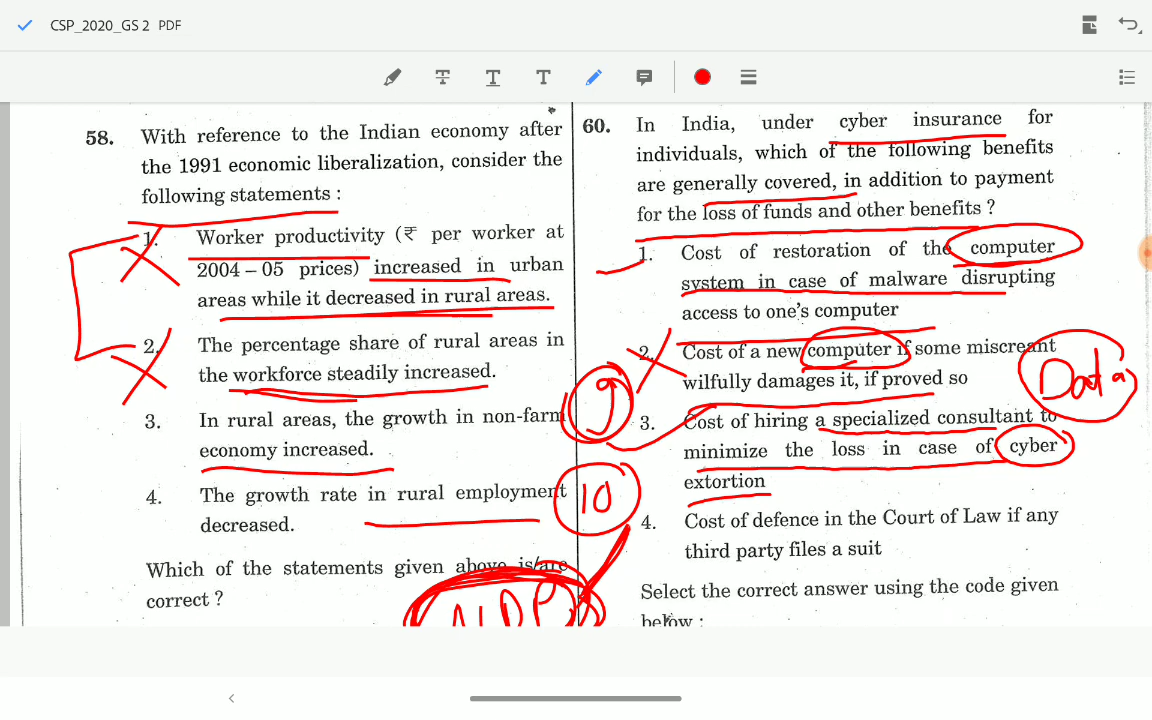 CSP_2020_GS 2 PDF
58. With reference to the Indian economy after
the 1991 economic liberalization, consider the
following statements :
1. Worker productivity (₹ per worker at
2004 – 05 prices) increased in urban
areas while it decreased in rural areas.
2. The percentage share of rural areas in
the workforce steadily increased.
3. In rural areas, the growth in non-farm
economy increased.
4. The growth rate in rural employment
decreased.
Which of the statements given above is/are
correct ?
10
60. In India, under cyber insurance for
individuals, which of the following benefits
are generally covered, in addition to payment
for the loss of funds and other benefits ?
1. Cost of restoration of the computer
system in case of malware disrupting
access to one's computer
2. Cost of a new computer if some miscreant
wilfully damages it, if proved so
Data
3. Cost of hiring a specialized consultant to
minimize the loss in case of cyber
extortion
4. Cost of defence in the Court of Law if any
third party files a suit
Select the correct answer using the code given
below :